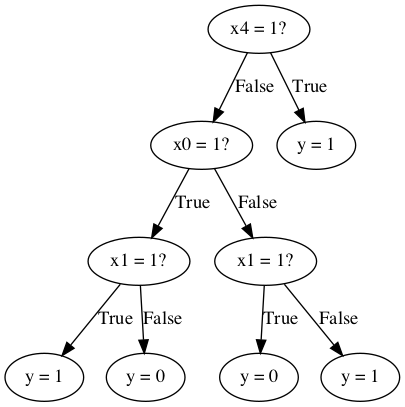 x4 = 1?
False
True
x0 = 1?
y = 1
True
False
x1 = 1?
x1 = 1?
True
False
True
False
y = 1
y = 0
y = 0
y = 1